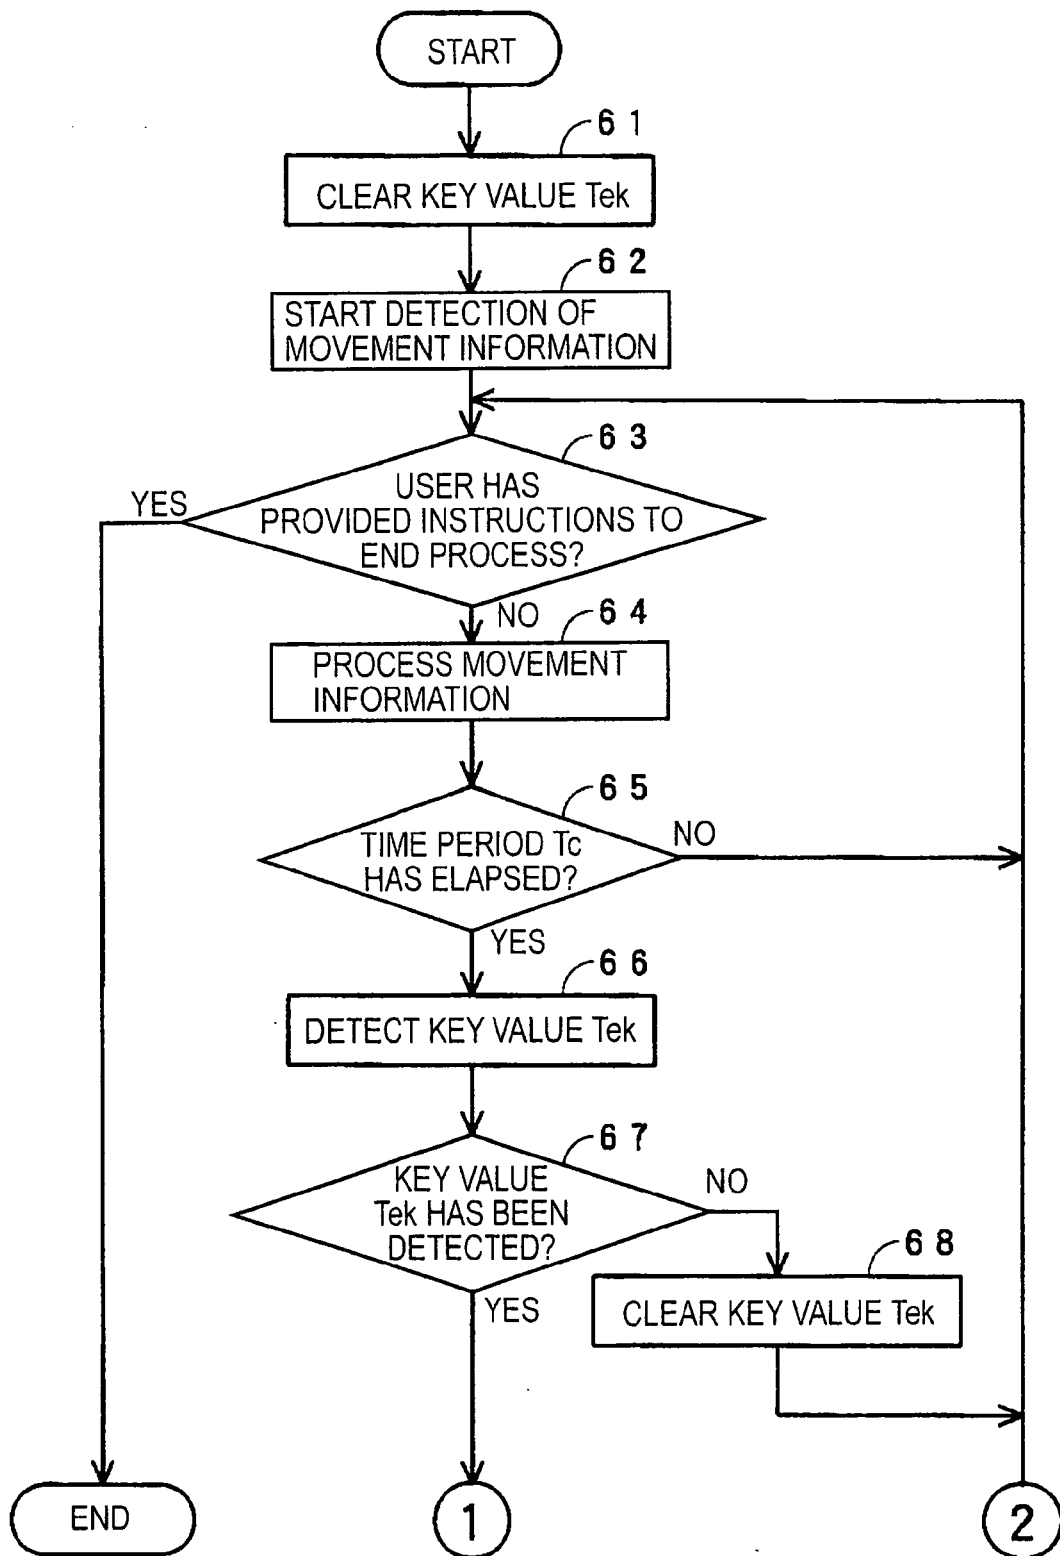 START
61
CLEAR KEY VALUE Tek
62
START DETECTION OF
MOVEMENT INFORMATION
63
USER HAS
PROVIDED INSTRUCTIONS TO
END PROCESS?
YES
NO
64
PROCESS MOVEMENT
INFORMATION
65
TIME PERIOD Tc
HAS ELAPSED?
NO
YES
66
DETECT KEY VALUE Tek
67
KEY VALUE
Tek HAS BEEN
DETECTED?
NO
YES
68
CLEAR KEY VALUE Tek
END
1
2